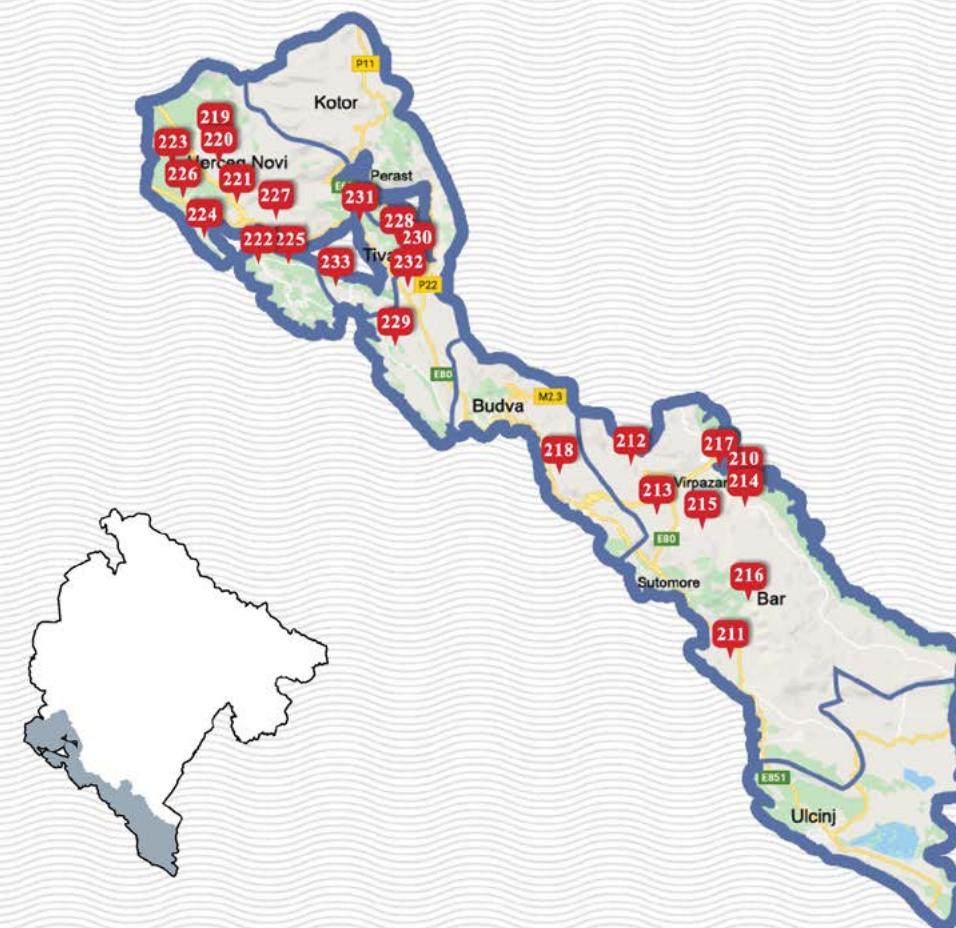 P11
Kotor
219
223
220
Herceg Novi
226
221
Perast
227
231
224
228
230
222
225
Tiva
233
232
P22
229
E80
M2.3
Budva
218
212
217
210
Virpazar
214
213
215
E80
Sutomore
216
Bar
211
E851
Ulcinj